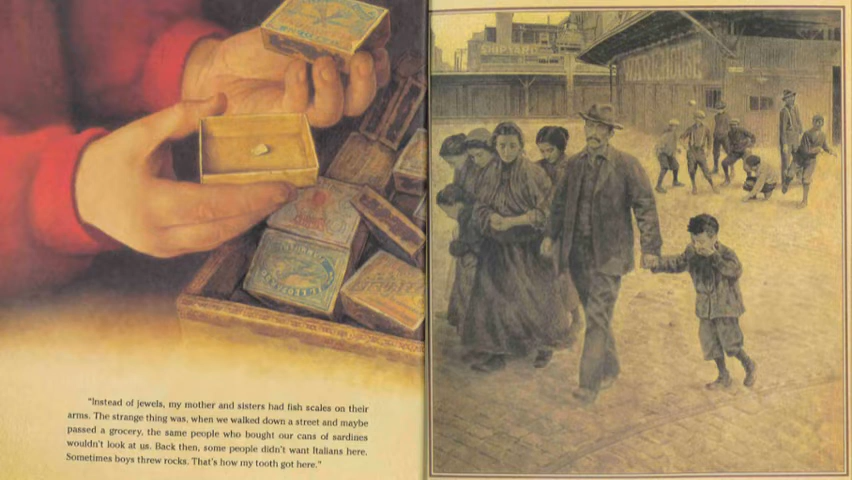 "Instead of jewels, my mother and sisters had fish scales on their
arms. The strange thing was, when we walked down a street and maybe
passed a grocery, the same people who bought our cans of sardines
wouldn't look at us. Back then, some people didn't want Italians here.
Sometimes boys threw rocks. That's how my tooth got here."
SHIPYARD
WAREHOUSE